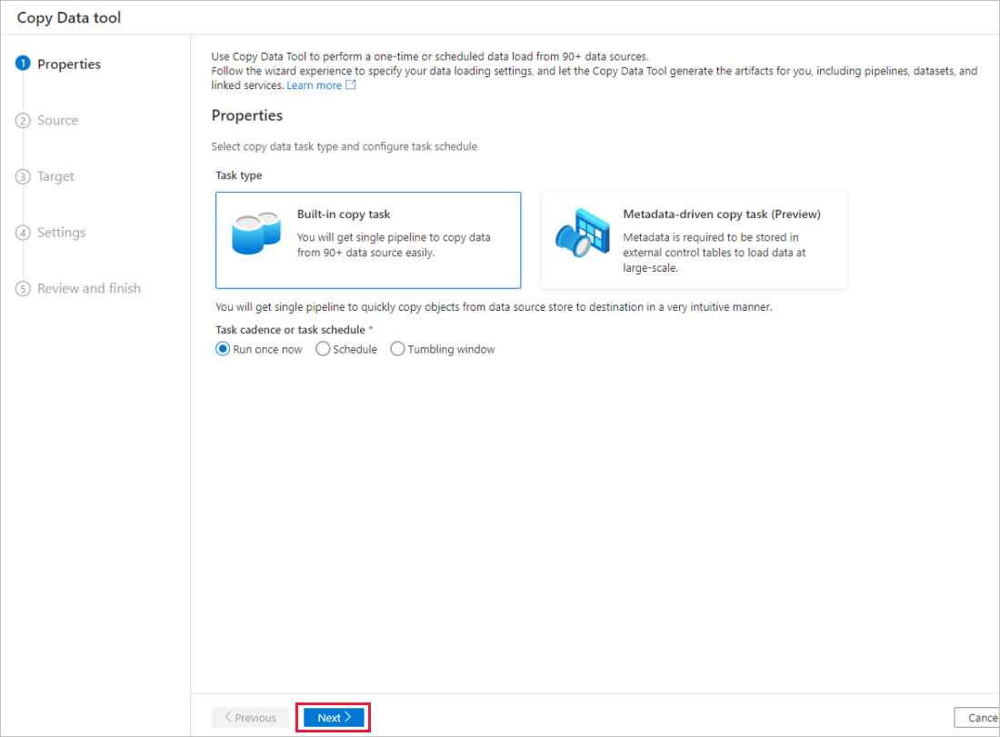 Copy Data tool
1 Properties
2 Source
3 Target
4 Settings
5 Review and finish
Use Copy Data Tool to perform a one-time or scheduled data load from 90+ data sources.
Follow the wizard experience to specify your data loading settings, and let the Copy Data Tool generate the artifacts for you, including pipelines, datasets, and
linked services. Learn more
Properties
Select copy data task type and configure task schedule
Task type
Built-in copy task
You will get single pipeline to copy data
from 90+ data source easily.
Metadata-driven copy task (Preview)
Metadata is required to be stored in
external control tables to load data at
large-scale.
You will get single pipeline to quickly copy objects from data source store to destination in a very intuitive manner.
Task cadence or task schedule *
Run once now Schedule Tumbling window
< Previous Next > Cance